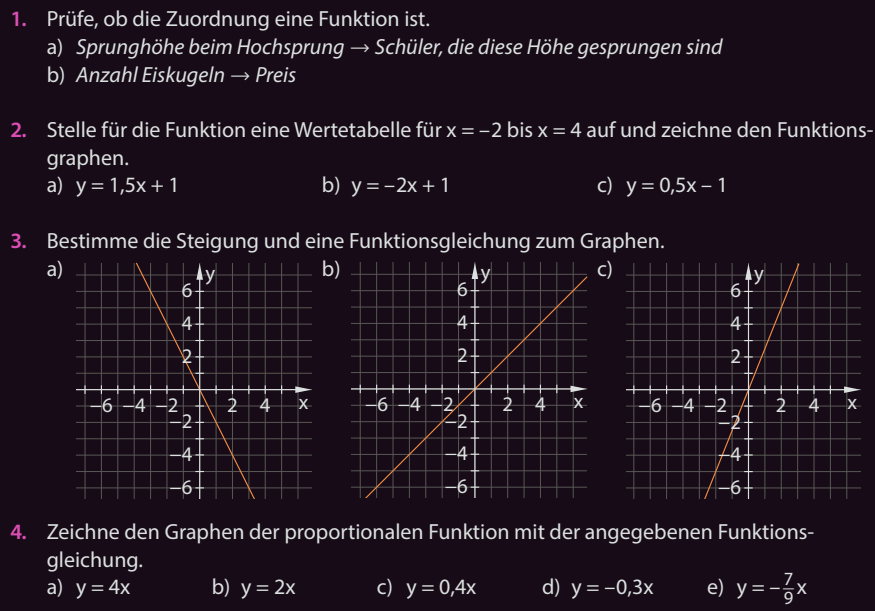 1. Prüfe, ob die Zuordnung eine Funktion ist.
a) Sprunghöhe beim Hochsprung → Schüler, die diese Höhe gesprungen sind
b) Anzahl Eiskugeln → Preis
2. Stelle für die Funktion eine Wertetabelle für x = –2 bis x = 4 auf und zeichne den Funktions-
graphen.
a) y = 1,5x + 1 b) y = –2x + 1 c) y = 0,5x – 1
3. Bestimme die Steigung und eine Funktionsgleichung zum Graphen.
a)
y
6
4
2
–6 –4 –2 2 4 x
–2
–4
–6
b)
y
6
4
2
–6 –4 –2 2 4 x
–2
–4
–6
c)
y
6
4
2
–6 –4 –2 2 4 x
–2
–4
–6
4. Zeichne den Graphen der proportionalen Funktion mit der angegebenen Funktions-
gleichung.
a) y = 4x b) y = 2x c) y = 0,4x d) y = –0,3x e) y = –7/9x